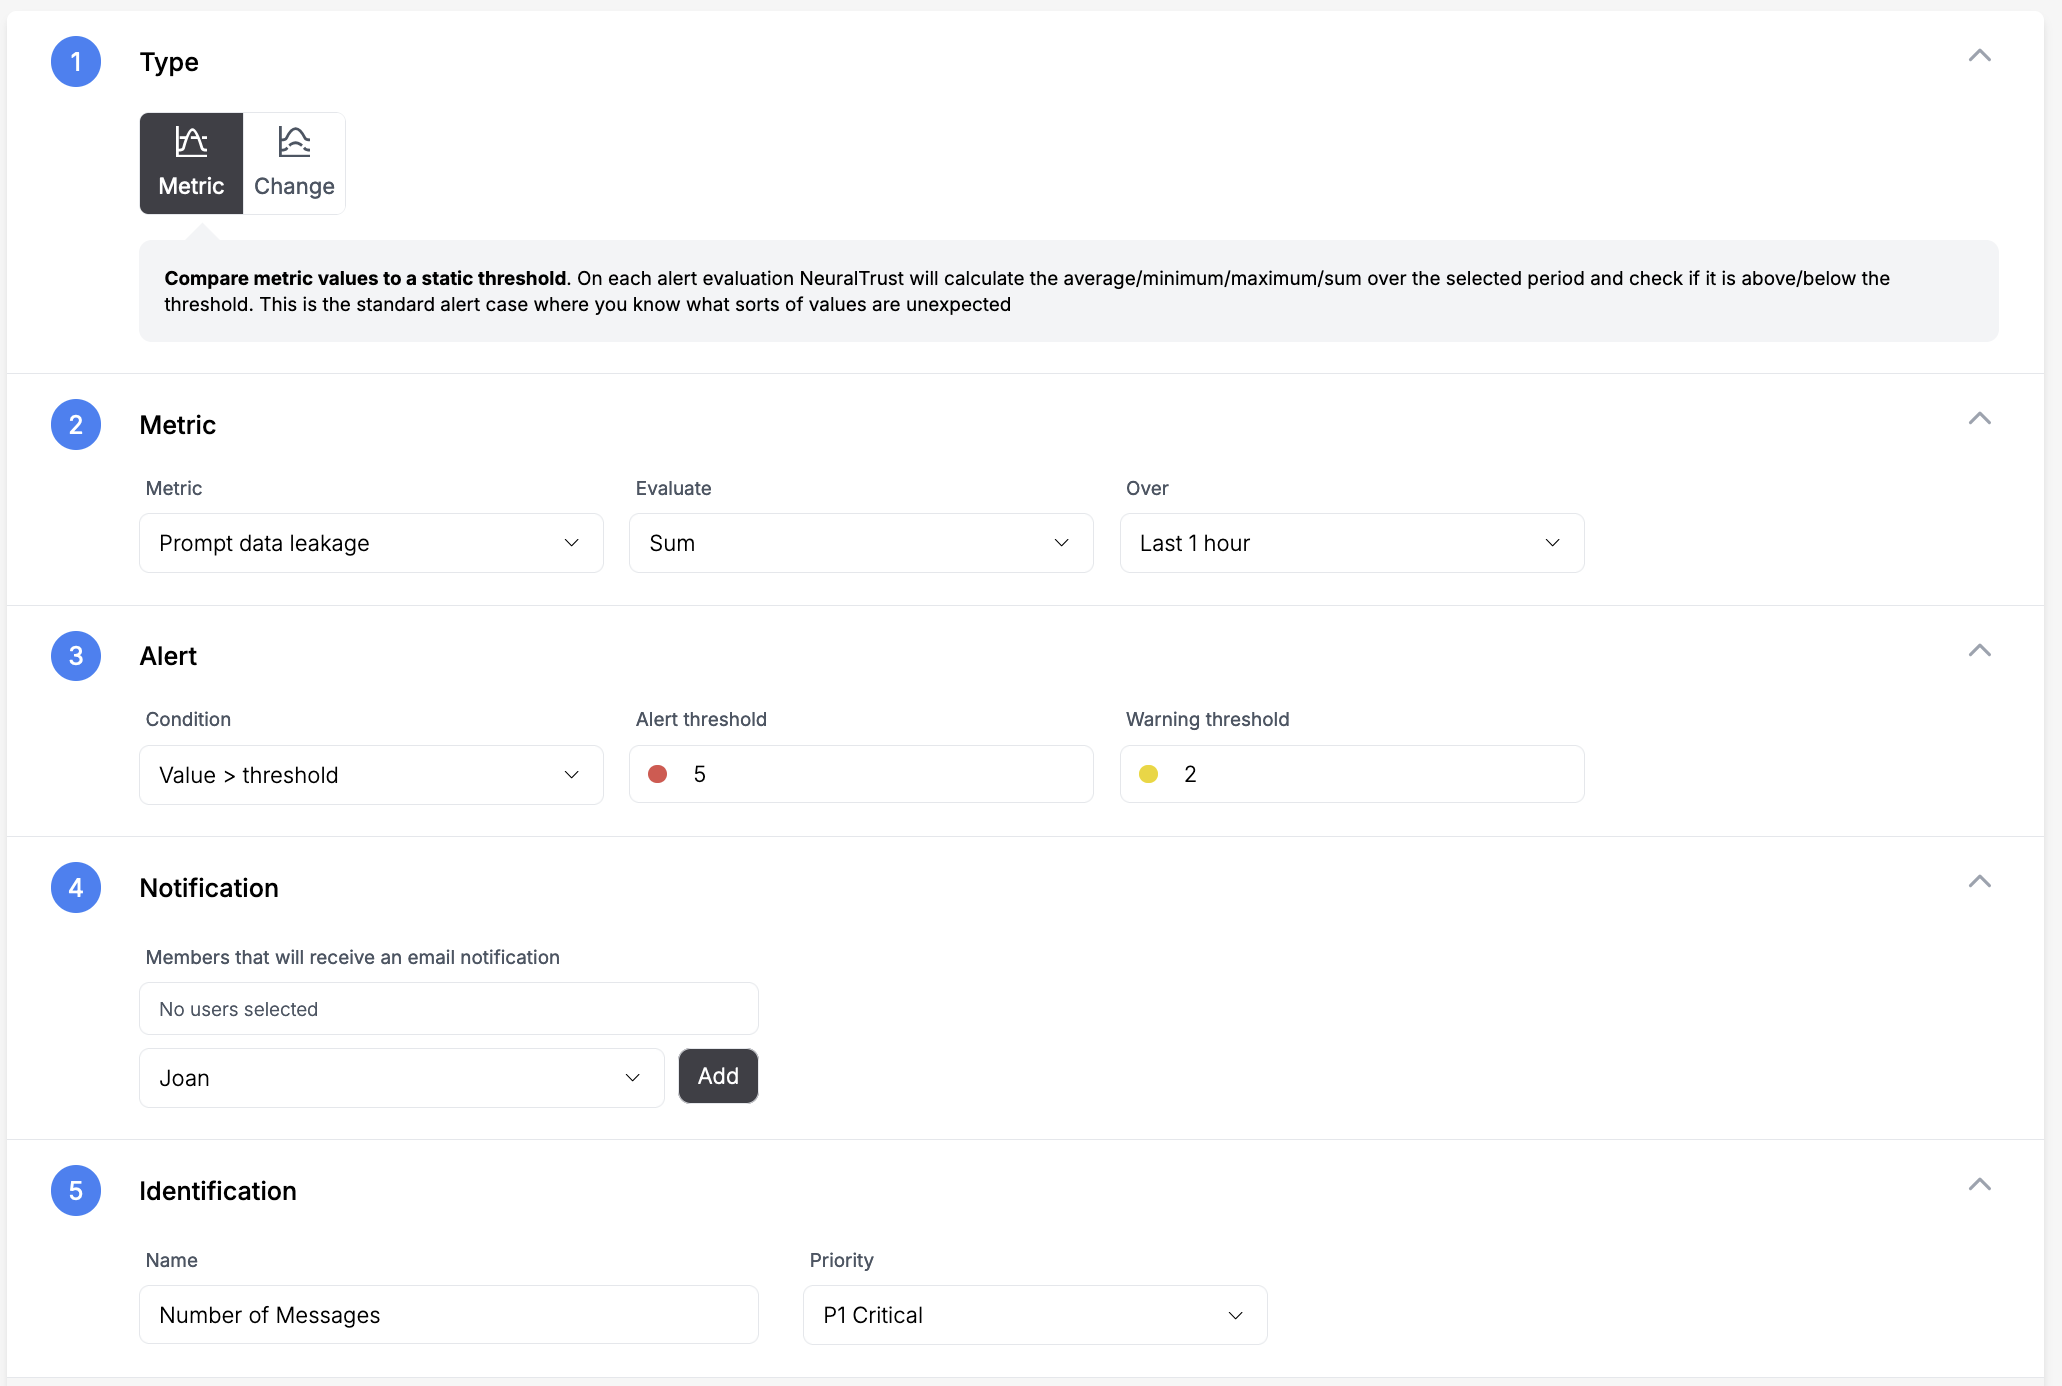 1 Type
Metric Change
Compare metric values to a static threshold. On each alert evaluation NeuralTrust will calculate the average/minimum/maximum/sum over the selected period and check if it is above/below the
threshold. This is the standard alert case where you know what sorts of values are unexpected
2 Metric
Metric Evaluate Over
Prompt data leakage Sum Last 1 hour
3 Alert
Condition Alert threshold Warning threshold
Value > threshold 5 2
4 Notification
Members that will receive an email notification
No users selected
Joan Add
5 Identification
Name Priority
Number of Messages P1 Critical